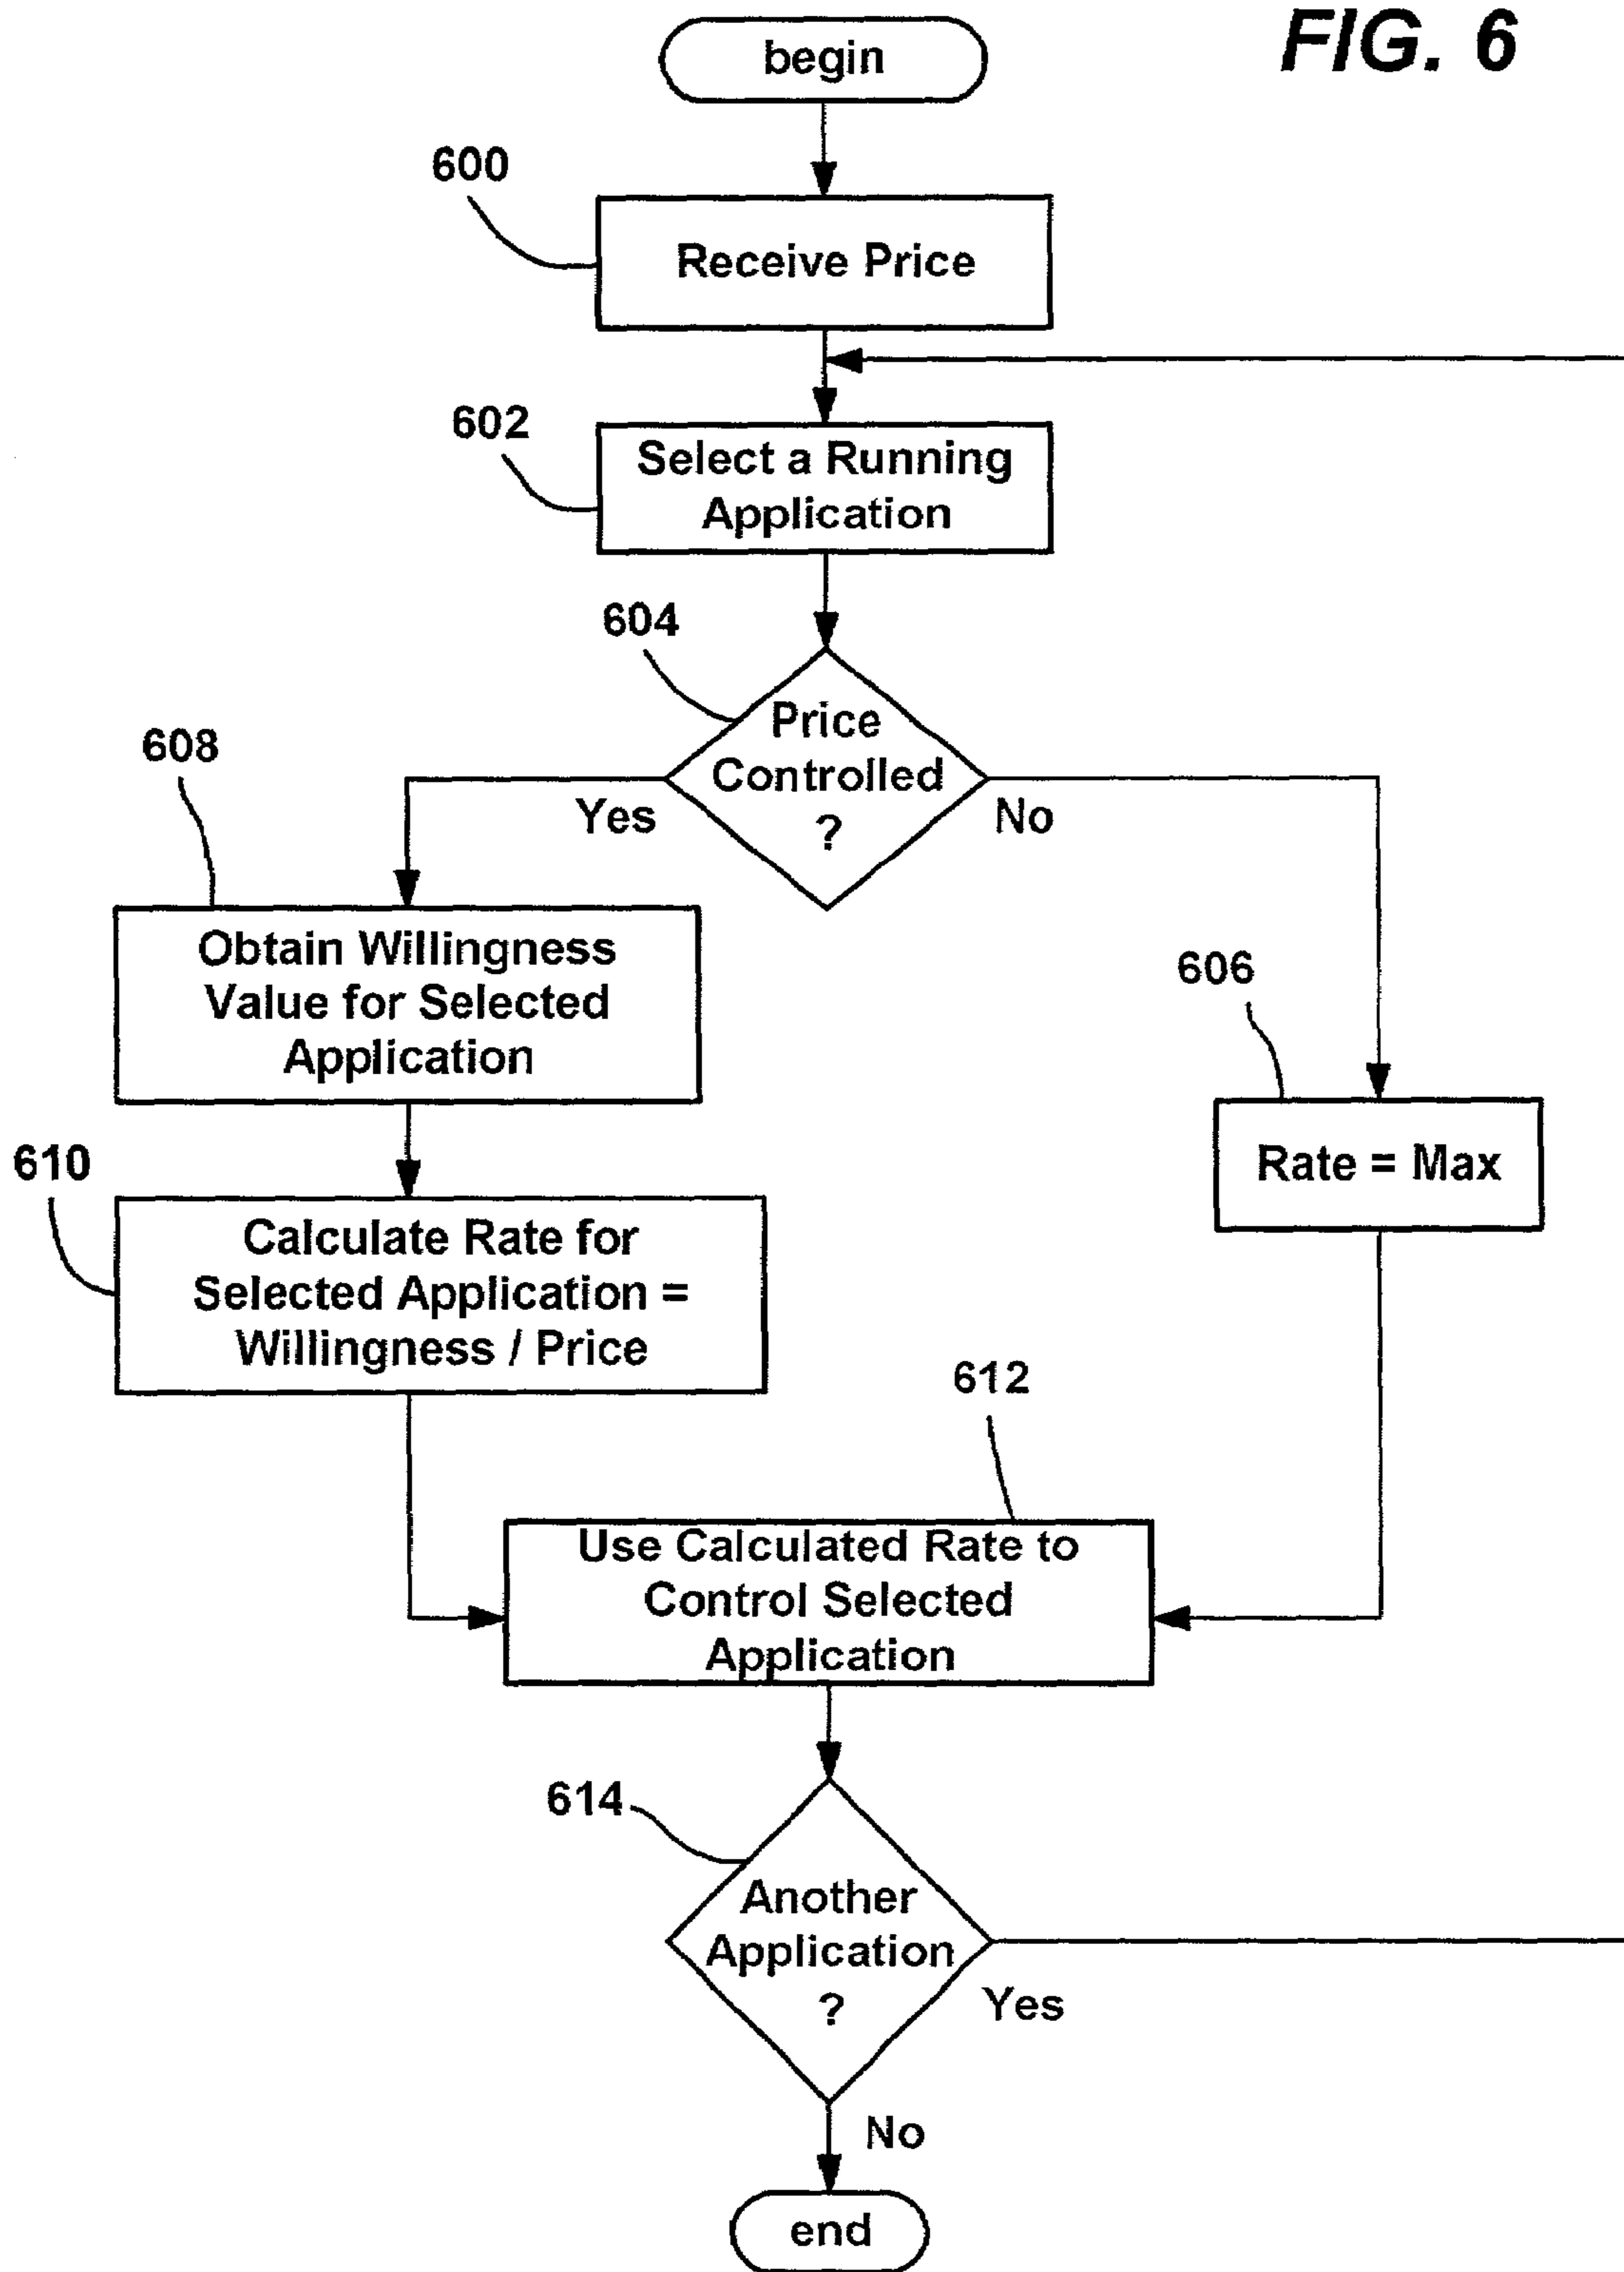 FIG. 6
begin
600
Receive Price
602
Select a Running
Application
604
Price
Controlled
?
Yes
No
608
Obtain Willingness
Value for Selected
Application
606
Rate = Max
610
Calculate Rate for
Selected Application =
Willingness / Price
612
Use Calculated Rate to
Control Selected
Application
614
Another
Application
?
Yes
No
end